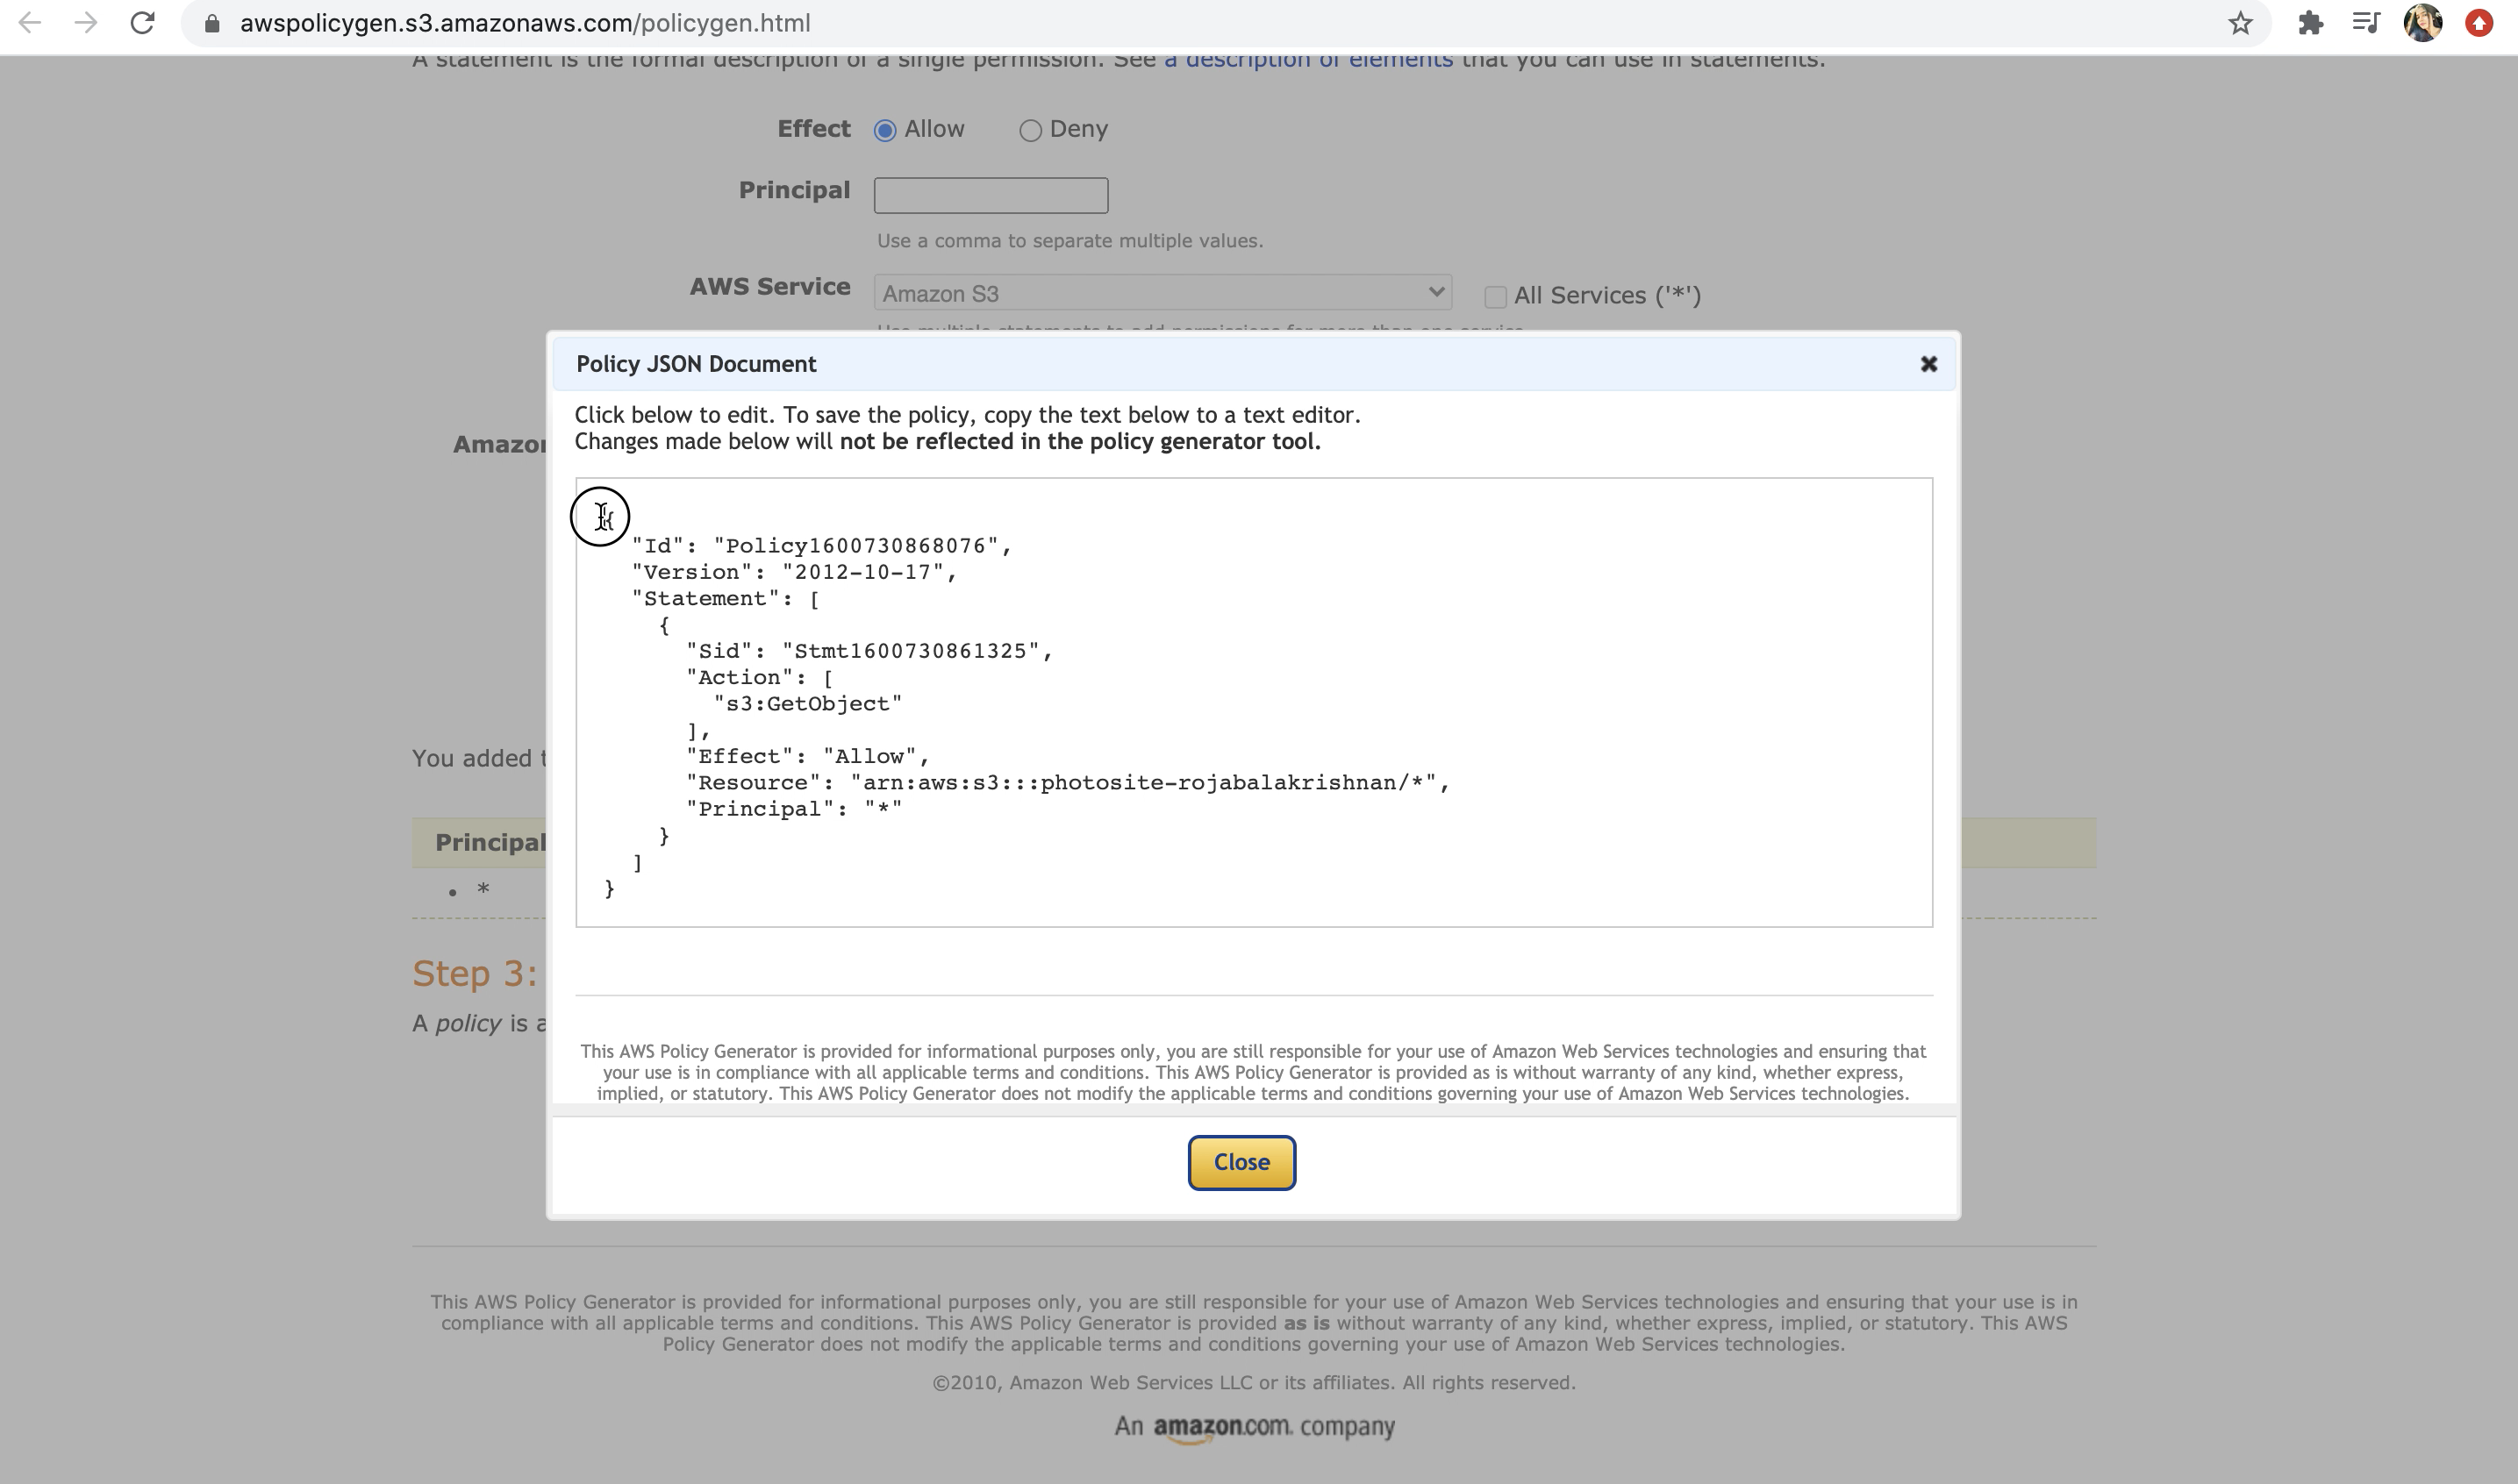 awspolicygen.s3.amazonaws.com/policygen.html
A statement is the formal description of a single permission. See a description of elements that you can use in statements.
Effect Allow Deny
Principal
Use a comma to separate multiple values.
AWS Service Amazon S3 All Services ('*')
Use multiple statements to add permissions for more than one service.
Policy JSON Document
Click below to edit. To save the policy, copy the text below to a text editor.
Changes made below will not be reflected in the policy generator tool.
Amazon
{
"Id": "Policy1600730868076",
"Version": "2012-10-17",
"Statement": [
{
"Sid": "Stmt1600730861325",
"Action": [
"s3:GetObject"
],
"Effect": "Allow",
"Resource": "arn:aws:s3:::photosite-rojabalakrishnan/*",
"Principal": "*"
}
]
}
You added
Principal
• *
Step 3:
A policy is a
This AWS Policy Generator is provided for informational purposes only, you are still responsible for your use of Amazon Web Services technologies and ensuring that
your use is in compliance with all applicable terms and conditions. This AWS Policy Generator is provided as is without warranty of any kind, whether express,
implied, or statutory. This AWS Policy Generator does not modify the applicable terms and conditions governing your use of Amazon Web Services technologies.
Close
This AWS Policy Generator is provided for informational purposes only, you are still responsible for your use of Amazon Web Services technologies and ensuring that your use is in
compliance with all applicable terms and conditions. This AWS Policy Generator is provided as is without warranty of any kind, whether express, implied, or statutory. This AWS
Policy Generator does not modify the applicable terms and conditions governing your use of Amazon Web Services technologies.
©2010, Amazon Web Services LLC or its affiliates. All rights reserved.
An amazon.com. company